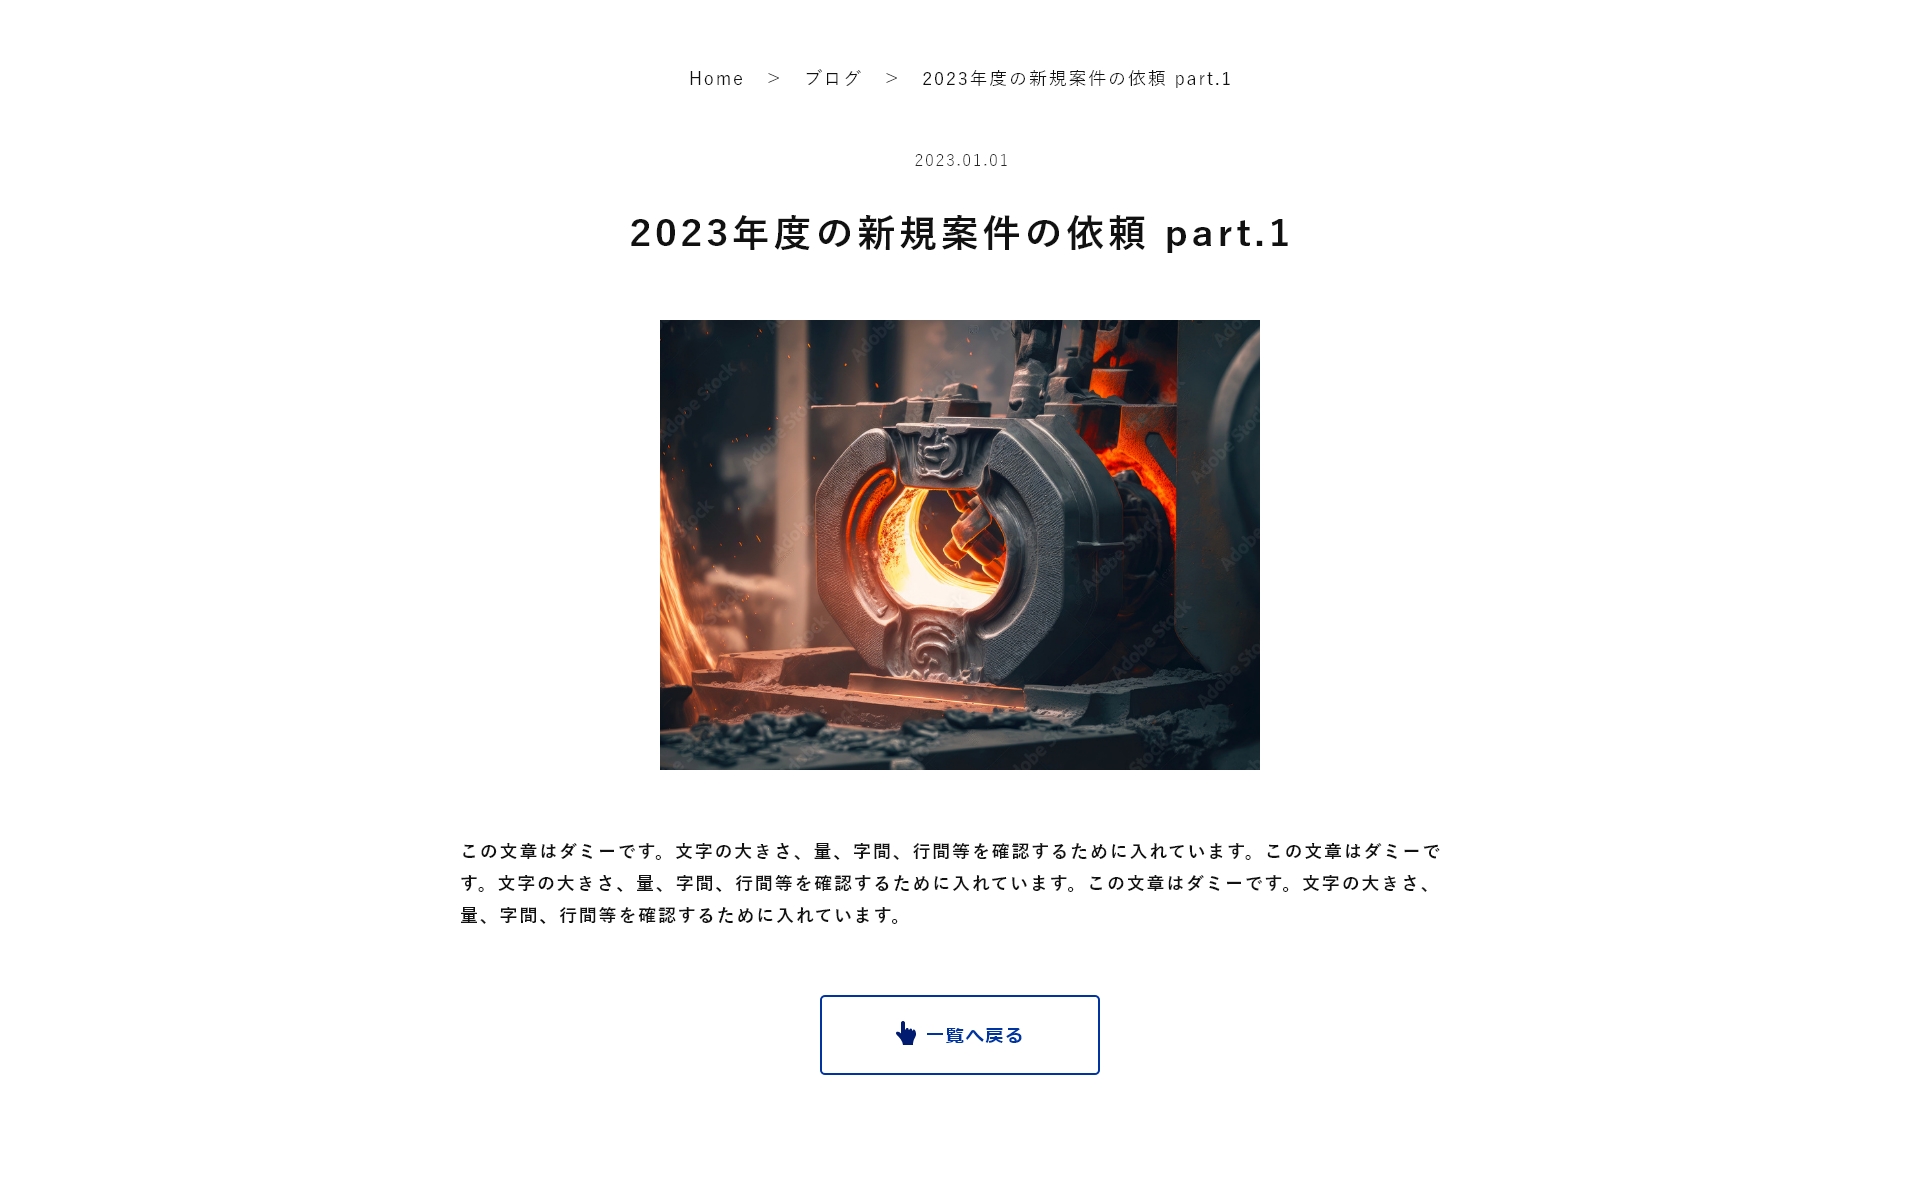 Home > ブログ > 2023年度の新規案件の依頼 part.1
2023.01.01
2023年度の新規案件の依頼 part.1
Adobe Stock
この文章はダミーです。文字の大きさ、量、字間、行間等を確認するために入れています。この文章はダミーで
す。文字の大きさ、量、字間、行間等を確認するために入れています。この文章はダミーです。文字の大きさ、
量、字間、行間等を確認するために入れています。
一覧へ戻る